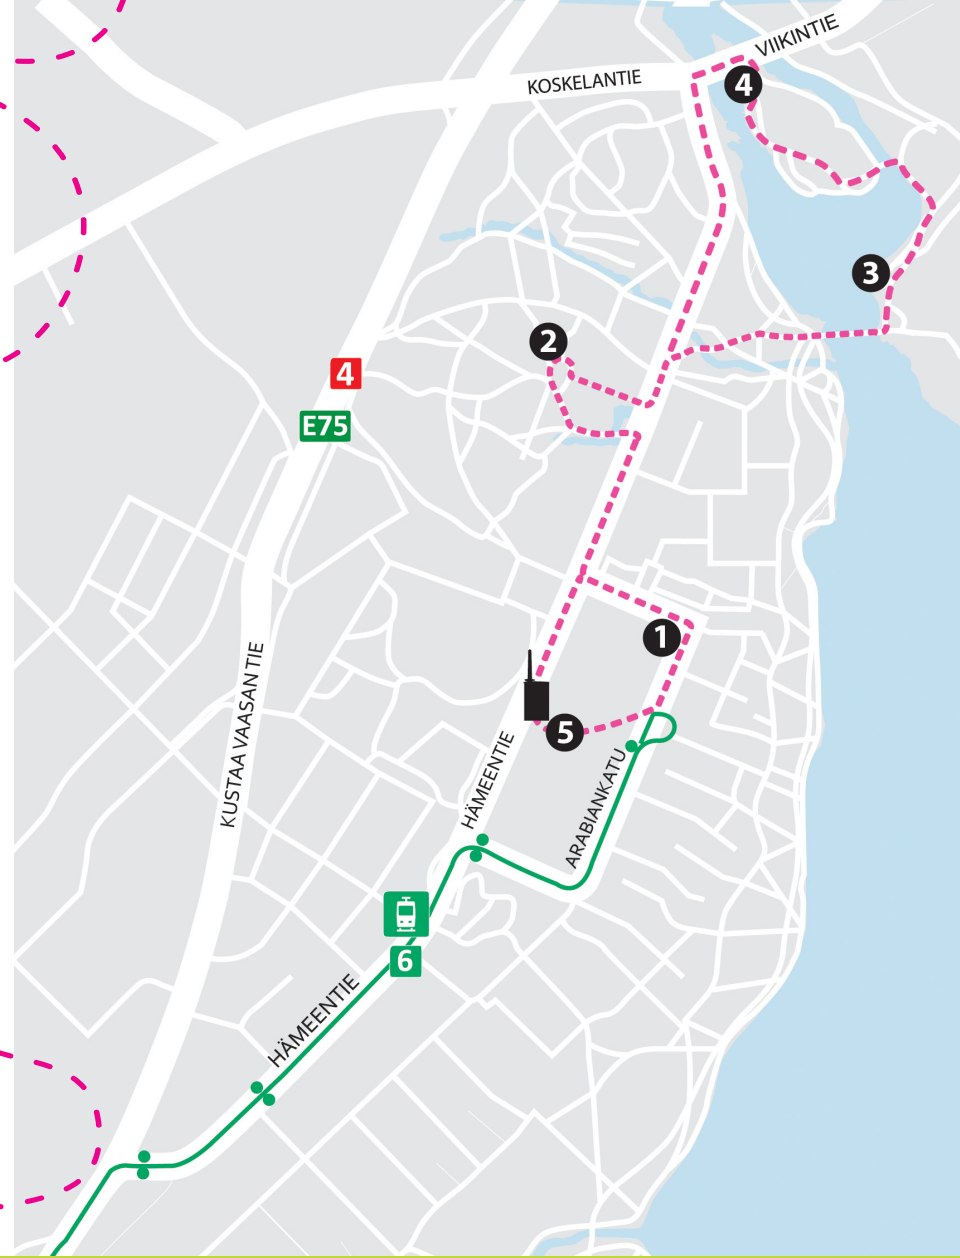 VIIKINTIE
KOSKELANTIE
4
3
2
4
E75
1
KUSTAA VAASAN TIE
5
HÄMEENTIE
ARABIANKATU
6
HÄMEENTIE